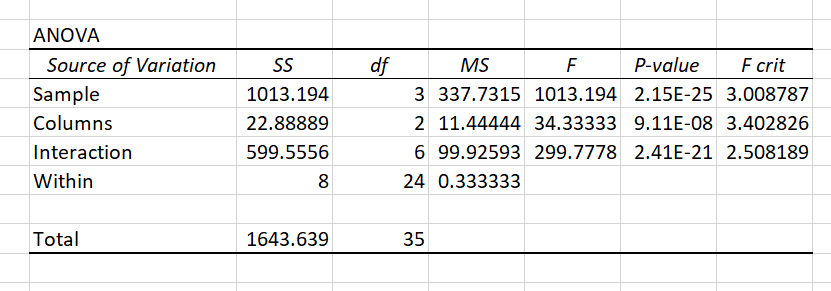 ANOVA
Source of Variation SS df MS F P-value F crit
Sample 1013.194 3 337.7315 1013.194 2.15E-25 3.008787
Columns 22.88889 2 11.44444 34.33333 9.11E-08 3.402826
Interaction 599.5556 6 99.92593 299.7778 2.41E-21 2.508189
Within 8 24 0.333333
Total 1643.639 35